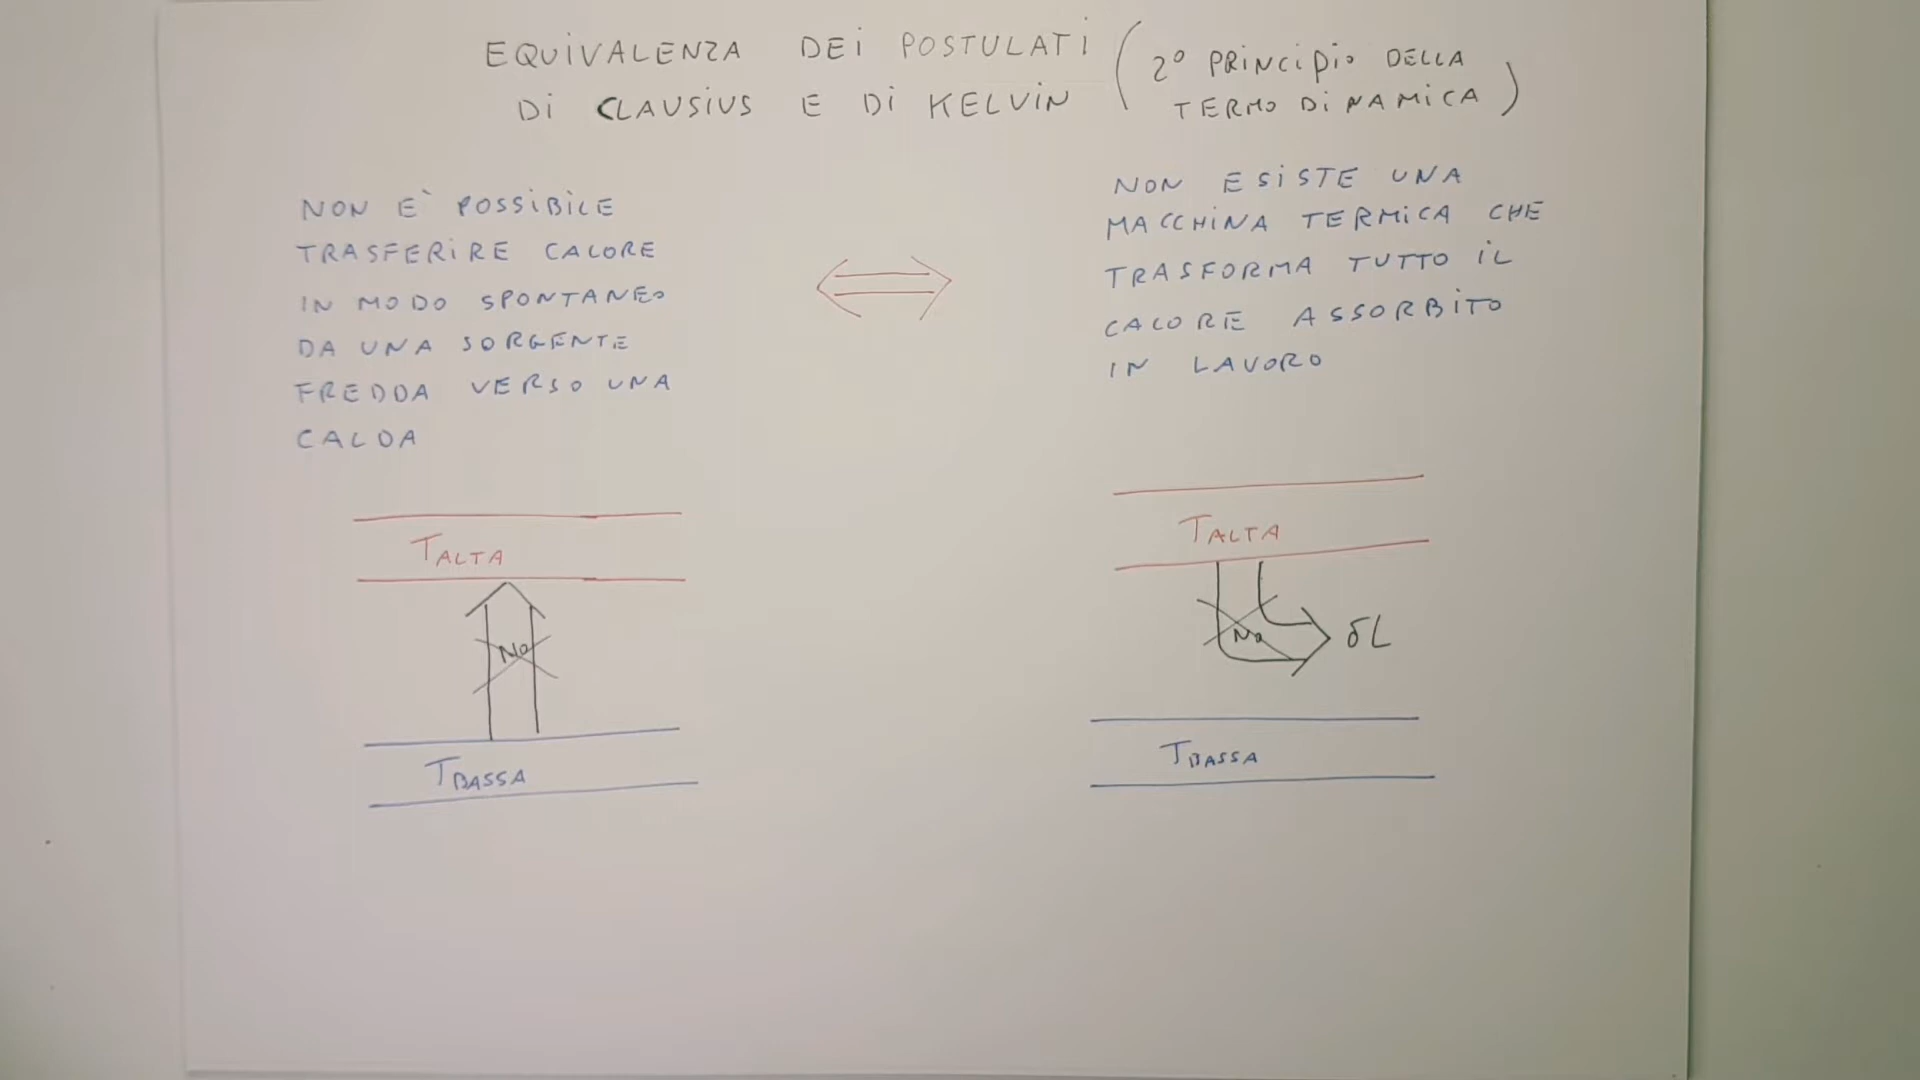 EQUIVALENZA DEI POSTULATI
DI CLAUSIUS E DI KELVIN
(2° PRINCIPIO DELLA
TERMODINAMICA)
NON E` POSSIBILE
TRASFERIRE CALORE
IN MODO SPONTANEO
DA UNA SORGENTE
FREDDA VERSO UNA
CALDA
NON ESISTE UNA
MACCHINA TERMICA CHE
TRASFORMA TUTTO IL
CALORE ASSORBITO
IN LAVORO
TALTA
No
TBASSA
TALTA
No
δL
TBASSA